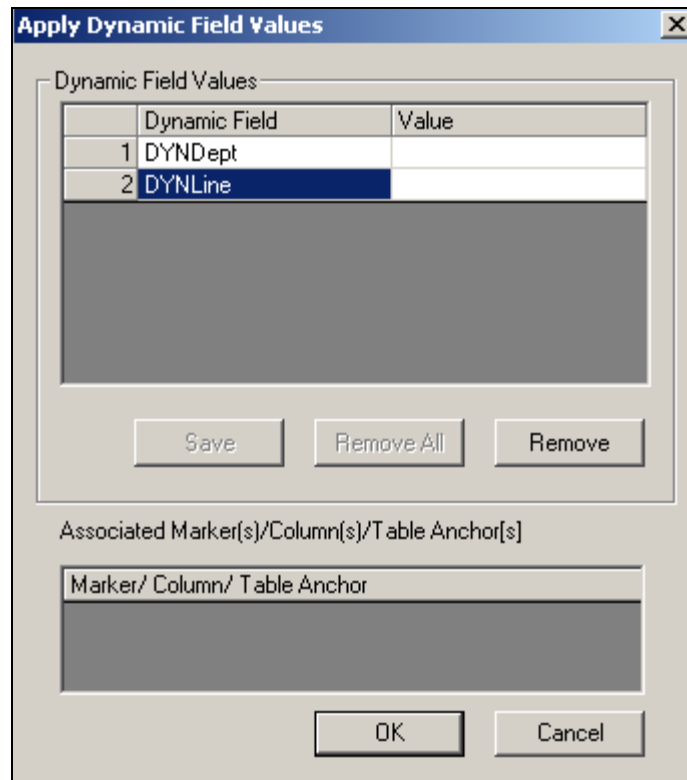 Apply Dynamic Field Values
Dynamic Field Values
Dynamic Field Value
1 DYNDept
2 DYNLine
Save Remove All Remove
Associated Marker(s)/Column(s)/Table Anchor[s]
Marker/ Column/ Table Anchor
OK Cancel